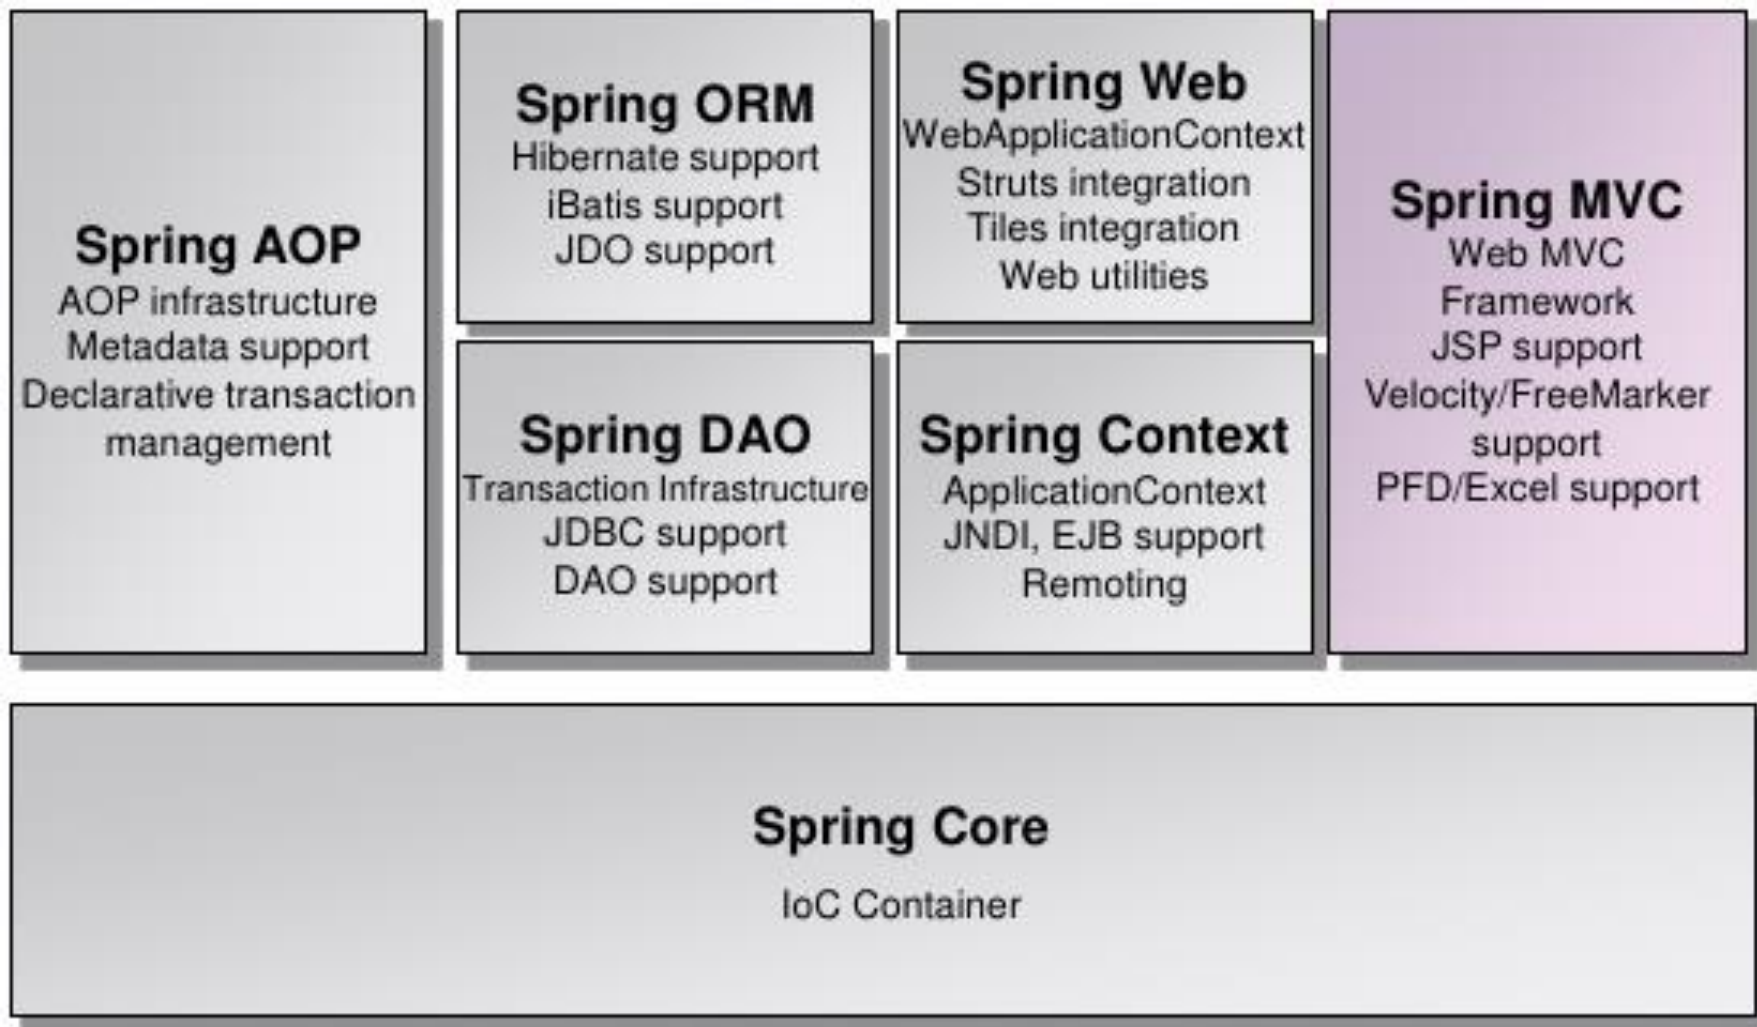 Spring AOP
AOP infrastructure
Metadata support
Declarative transaction
management
Spring ORM
Hibernate support
iBatis support
JDO support
Spring DAO
Transaction Infrastructure
JDBC support
DAO support
Spring Web
WebApplicationContext
Struts integration
Tiles integration
Web utilities
Spring Context
ApplicationContext
JNDI, EJB support
Remoting
Spring MVC
Web MVC
Framework
JSP support
Velocity/FreeMarker
support
PFD/Excel support
Spring Core
IoC Container